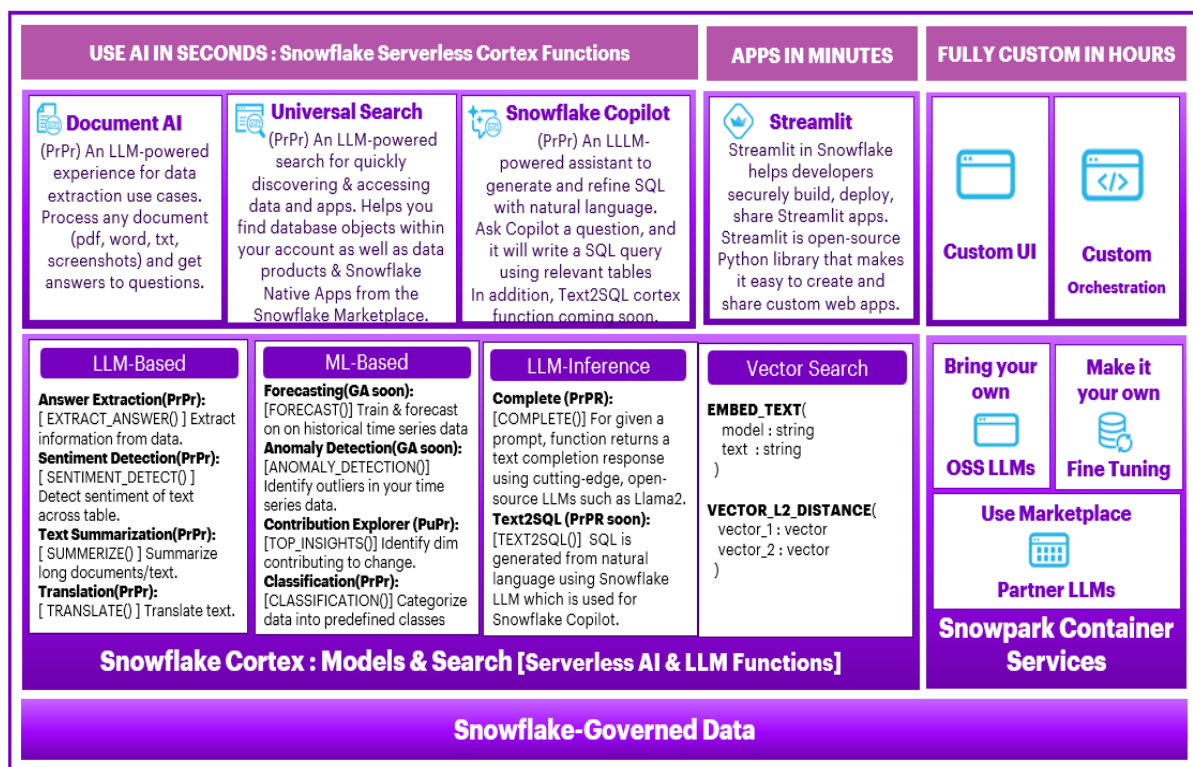 USE AI IN SECONDS : Snowflake Serverless Cortex Functions
APPS IN MINUTES
FULLY CUSTOM IN HOURS
Document AI
(PrPr) An LLM-powered
experience for data
extraction use cases.
Process any document
(pdf, word, txt,
screenshots) and get
answers to questions.
Universal Search
(PrPr) An LLM-powered
search for quickly
discovering & accessing
data and apps. Helps you
find database objects within
your account as well as data
products & Snowflake
Native Apps from the
Snowflake Marketplace.
Snowflake Copilot
(PrPr) An LLLM-
powered assistant to
generate and refine SQL
with natural language.
Ask Copilot a question, and
it will write a SQL query
using relevant tables
In addition, Text2SQL cortex
function coming soon.
Streamlit
Streamlit in Snowflake
helps developers
securely build, deploy,
share Streamlit apps.
Streamlit is open-source
Python library that makes
it easy to create and
share custom web apps.
Custom UI
Custom
Orchestration
LLM-Based
Answer Extraction(PrPr):
[ EXTRACT_ANSWER() ] Extract
information from data.
Sentiment Detection(PrPr):
[ SENTIMENT_DETECT() ]
Detect sentiment of text
across table.
Text Summarization(PrPr):
[ SUMMERIZE() ] Summarize
long documents/text.
Translation(PrPr):
[ TRANSLATE() ] Translate text.
ML-Based
Forecasting(GA soon):
[FORECAST()] Train & forecast
on on historical time series data
Anomaly Detection(GA soon):
[ANOMALY_DETECTION()]
Identify outliers in your time
series data.
Contribution Explorer (PuPr):
[TOP_INSIGHTS()] Identify dim
contributing to change.
Classification(PrPr):
[CLASSIFICATION()] Categorize
data into predefined classes
LLM-Inference
Complete (PrPR):
[COMPLETE()] For given a
prompt, function returns a
text completion response
using cutting-edge, open-
source LLMs such as Llama2.
Text2SQL (PrPR soon):
[TEXT2SQL()] SQL is
generated from natural
language using Snowflake
LLM which is used for
Snowflake Copilot.
Vector Search
EMBED_TEXT(
model : string
text : string
)
VECTOR_L2_DISTANCE(
vector_1 : vector
vector_2 : vector
)
Snowflake Cortex : Models & Search [Serverless AI & LLM Functions]
Bring your
own
OSS LLMs
Make it
your own
Fine Tuning
Use Marketplace
Partner LLMs
Snowpark Container
Services
Snowflake-Governed Data